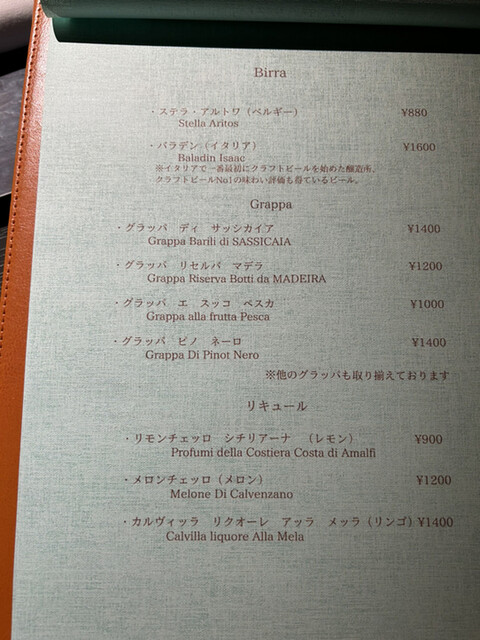 Birra
・ステラ・アルトワ（ベルギー） ¥880
Stella Aritos
・バラデン（イタリア） ¥1600
Baladin Isaac
※イタリアで一番最初にクラフトビールを始めた醸造所。
クラフトビールNo1の味わい評価も得ているビール。
Grappa
・グラッパ ディ サッシカイア ¥1400
Grappa Barili di SASSICAIA
・グラッパ リセルバ マデラ ¥1200
Grappa Riserva Botti da MADEIRA
・グラッパ エ スッコ ペスカ ¥1000
Grappa alla frutta Pesca
・グラッパ ピノ ネーロ ¥1400
Grappa Di Pinot Nero
※他のグラッパも取り揃えております
リキュール
・リモンチェッロ シチリアーナ （レモン） ¥900
Profumi della Costiera Costa di Amalfi
・メロンチェッロ（メロン） ¥1200
Melone Di Calvenzano
・カルヴィッラ リクオーレ アッラ メッラ（リンゴ）¥1400
Calvilla liquore Alla Mela